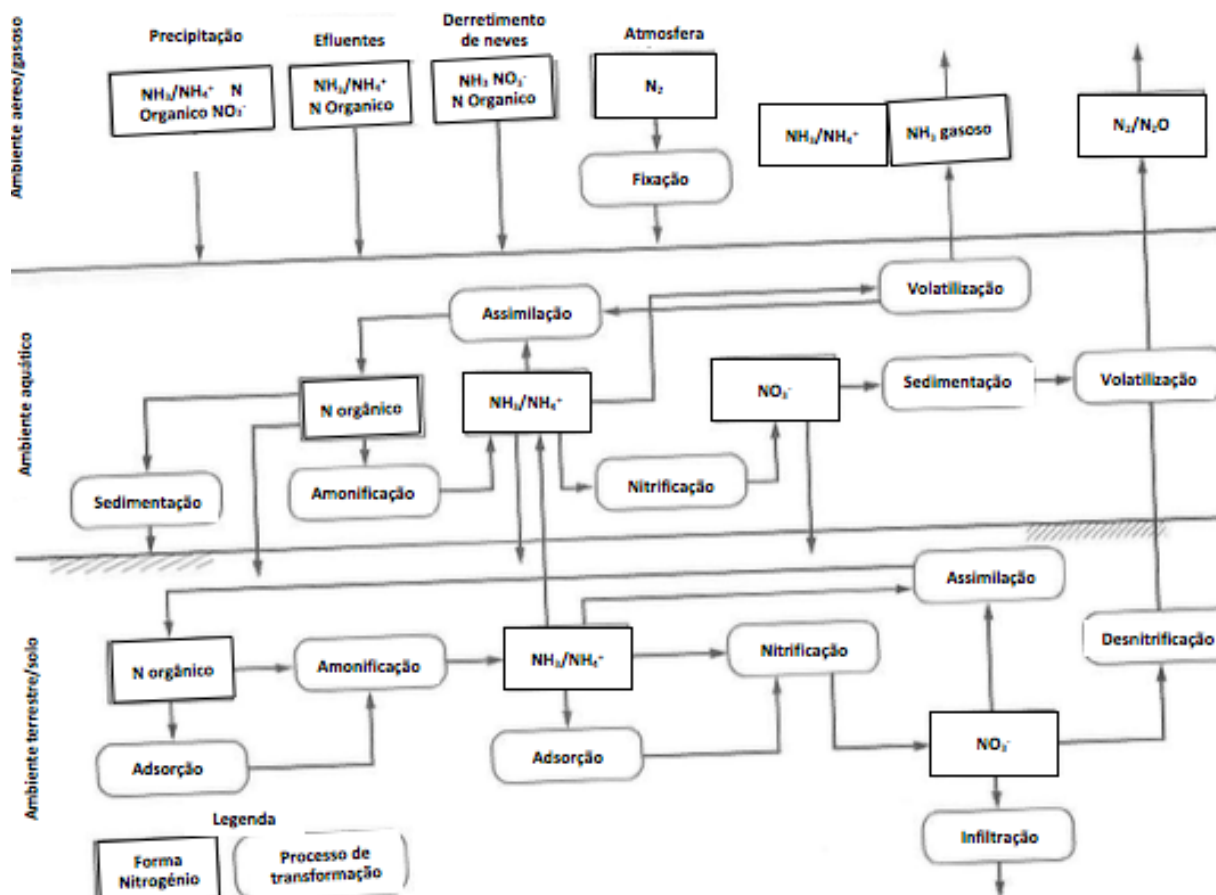 Ambiente aéreo/gasoso
Precipitação
NH₃/NH₄⁺ N
Organico NO₃⁻
Efluentes
NH₃/NH₄⁺
N Organico
Derretimento
de neves
NH₃ NO₃⁻
N Organico
Atmosfera
N₂
Fixação
NH₃/NH₄⁺
NH₃ gasoso
N₂/N₂O
Ambiente aquático
Volatilização
Assimilação
N orgânico
NH₃/NH₄⁺
NO₃⁻
Sedimentação
Volatilização
Sedimentação
Amonificação
Nitrificação
Ambiente terrestre/solo
Assimilação
N orgânico
Amonificação
NH₃/NH₄⁺
Nitrificação
Desnitrificação
Adsorção
Adsorção
NO₃⁻
Infiltração
Legenda
Forma
Nitrogénio
Processo de
transformação